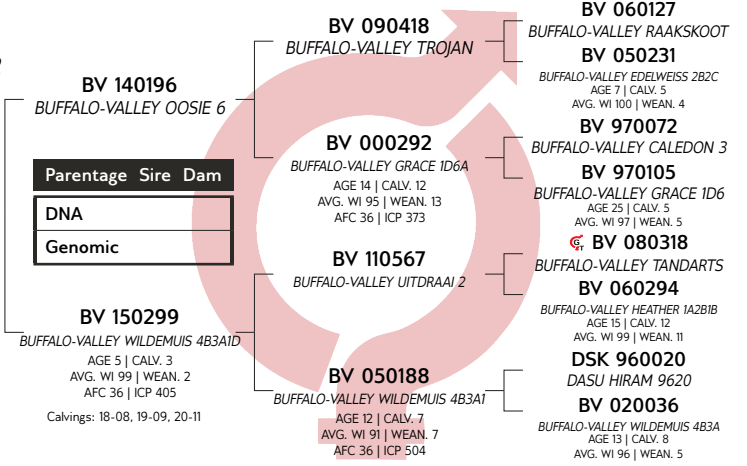 BV 140196
BUFFALO-VALLEY OOSIE 6
Parentage Sire Dam
DNA
Genomic
BV 150299
BUFFALO-VALLEY WILDEMUIS 4B3A1D
AGE 5 | CALV. 3
AVG. WI 99 | WEAN. 2
AFC 36 | ICP 405
Calvings: 18-08, 19-09, 20-11
BV 090418
BUFFALO-VALLEY TROJAN
BV 000292
BUFFALO-VALLEY GRACE 1D6A
AGE 14 | CALV. 12
AVG. WI 95 | WEAN. 13
AFC 36 | ICP 373
BV 110567
BUFFALO-VALLEY UITDRAAI 2
BV 050188
BUFFALO-VALLEY WILDEMUIS 4B3A1
AGE 12 | CALV. 7
AVG. WI 91 | WEAN. 7
AFC 36 | ICP 504
BV 060127
BUFFALO-VALLEY RAAKSKOOT
BV 050231
BUFFALO-VALLEY EDELWEISS 2B2C
AGE 7 | CALV. 5
AVG. WI 100 | WEAN. 4
BV 970072
BUFFALO-VALLEY CALEDON 3
BV 970105
BUFFALO-VALLEY GRACE 1D6
AGE 25 | CALV. 5
AVG. WI 97 | WEAN. 5
GT BV 080318
BUFFALO-VALLEY TANDARTS
BV 060294
BUFFALO-VALLEY HEATHER 1A2B1B
AGE 15 | CALV. 12
AVG. WI 99 | WEAN. 11
DSK 960020
DASU HIRAM 9620
BV 020036
BUFFALO-VALLEY WILDEMUIS 4B3A
AGE 13 | CALV. 8
AVG. WI 96 | WEAN. 5